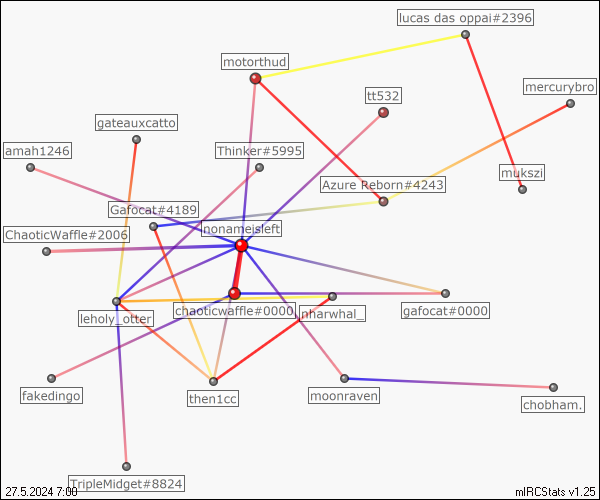 lucas das oppai#2396
motorthud
mercurybro
tt532
gateauxcatto
amah1246
Thinker#5995
mukszi
Azure Reborn#4243
Gafocat#4189
nonameisleft
ChaoticWaffle#2006
chaoticwaffle#0000
nharwhal_
gafocat#0000
leholy_otter
fakedingo
then1cc
moonraven
chobham.
TripleMidget#8824
27.5.2024 7:00
mIRCStats v1.25